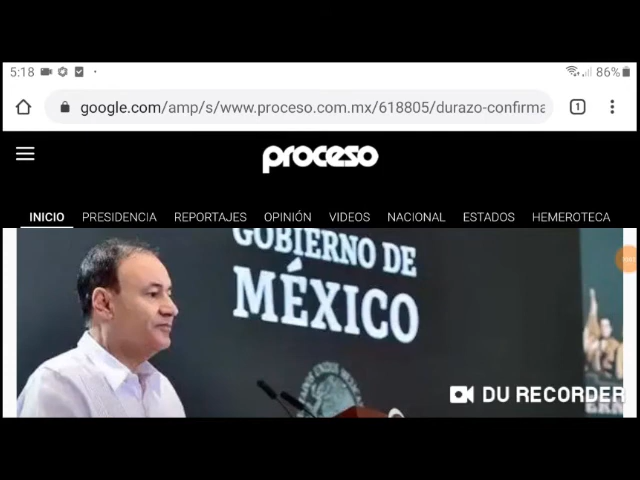 5:18
86%
google.com/amp/s/www.proceso.com.mx/618805/durazo-confirma
1
proceso
INICIO PRESIDENCIA REPORTAJES OPINIÓN VIDEOS NACIONAL ESTADOS HEMEROTECA
GOBIERNO DE
MÉXICO
DU RECORDER